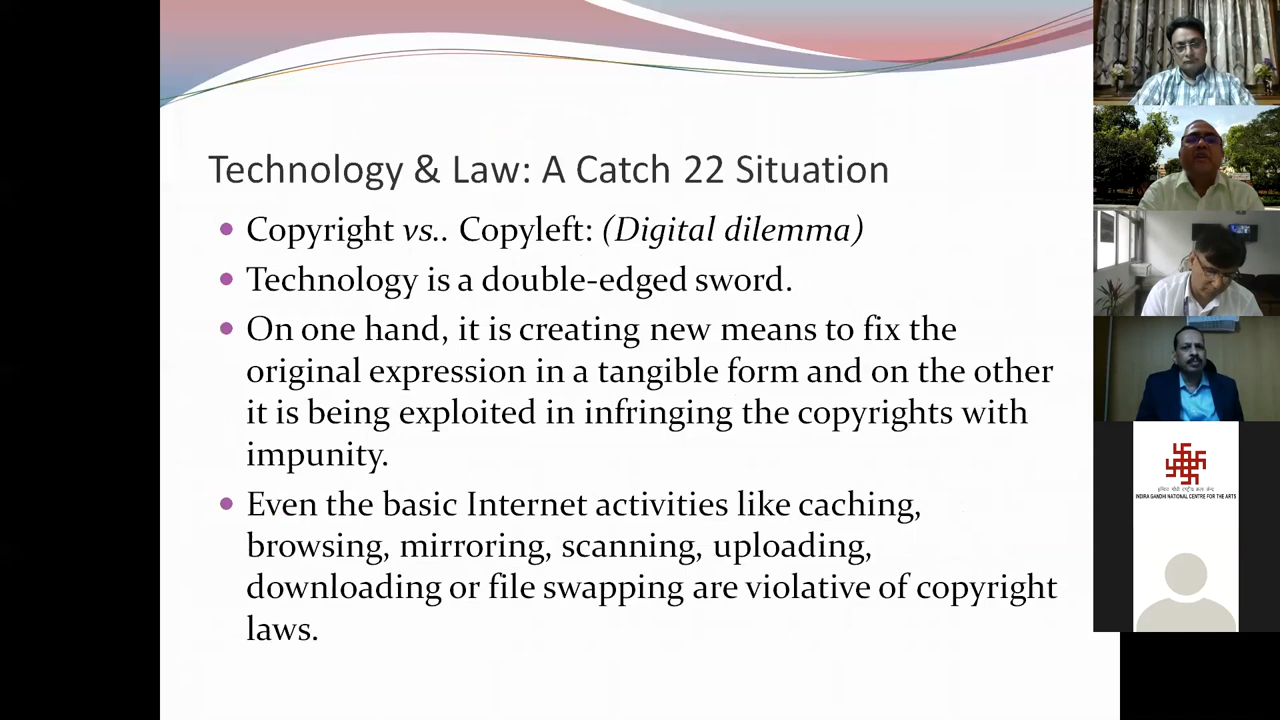 Technology & Law: A Catch 22 Situation
Copyright vs.. Copyleft: (Digital dilemma)
Technology is a double-edged sword.
On one hand, it is creating new means to fix the
original expression in a tangible form and on the other
it is being exploited in infringing the copyrights with
impunity.
Even the basic Internet activities like caching,
browsing, mirroring, scanning, uploading,
downloading or file swapping are violative of copyright
laws.
इन्दिरा गाँधी राष्ट्रीय कला केन्द्र
INDIRA GANDHI NATIONAL CENTRE FOR THE ARTS